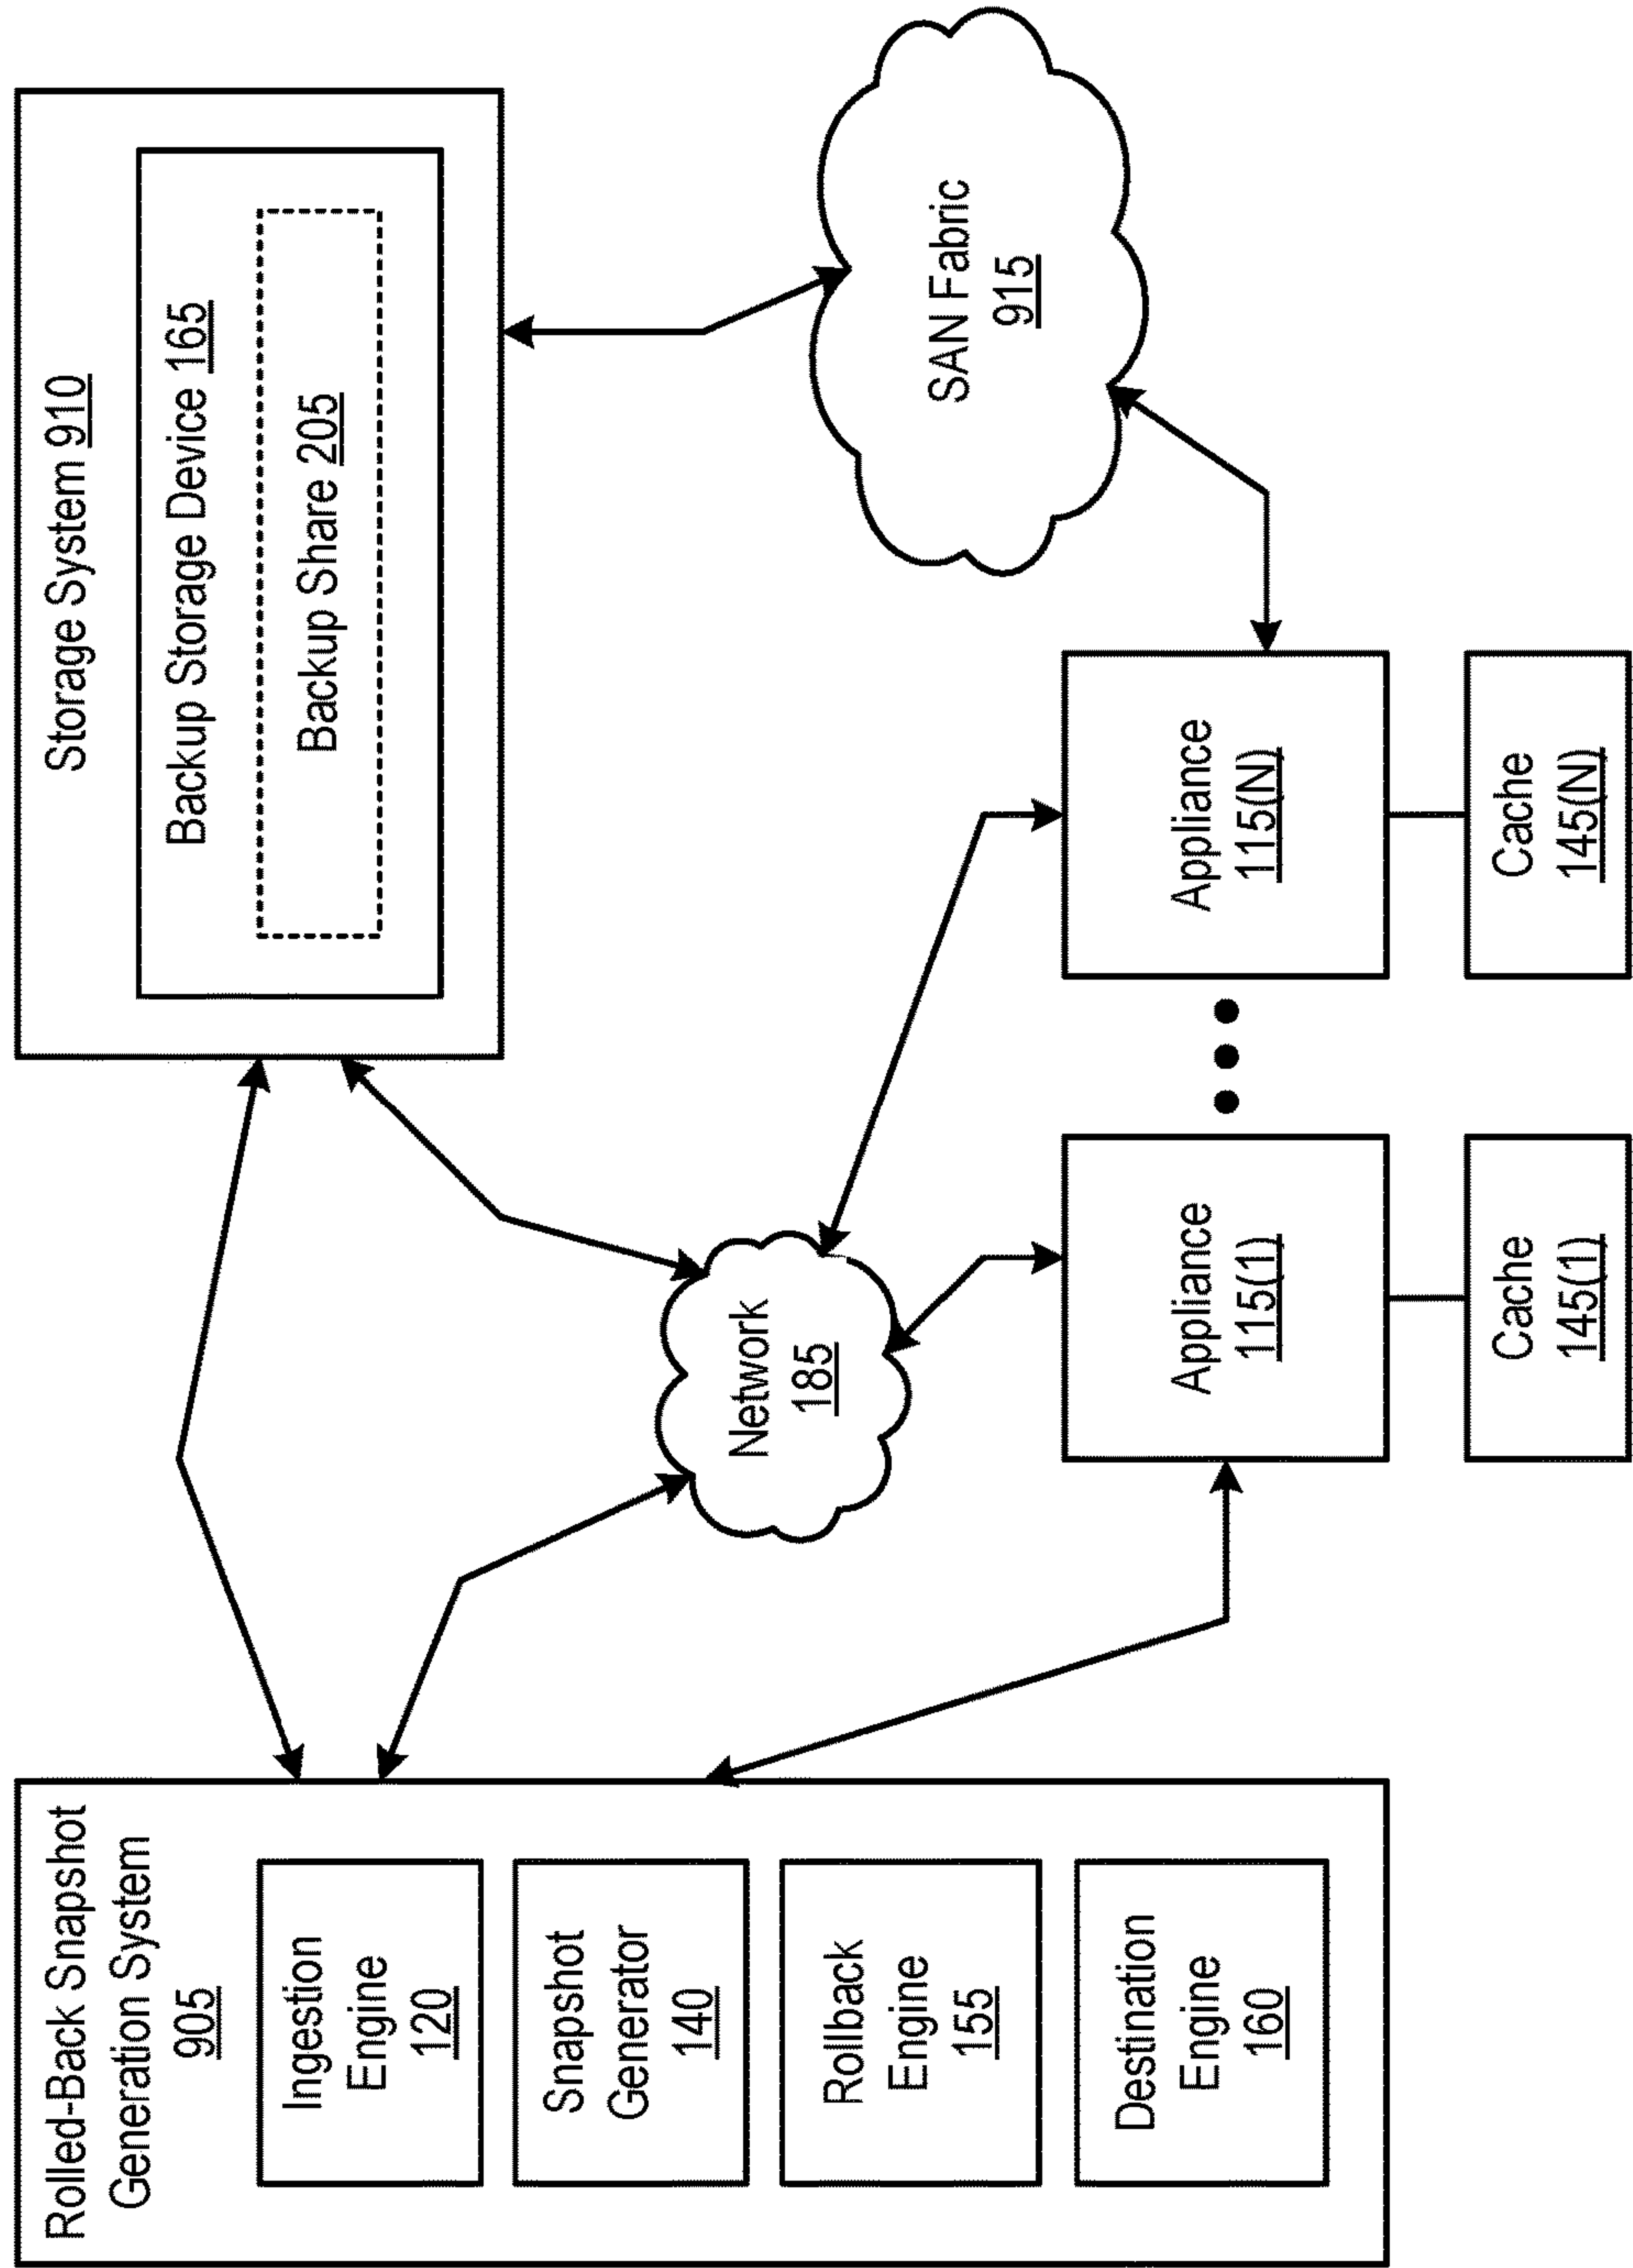 Rolled-Back Snapshot
Generation System
905
Ingestion
Engine
120
Snapshot
Generator
140
Rollback
Engine
155
Destination
Engine
160
Storage System 910
Backup Storage Device 165
Backup Share 205
Network
185
SAN Fabric
915
Appliance
115(1)
Appliance
115(N)
Cache
145(1)
Cache
145(N)